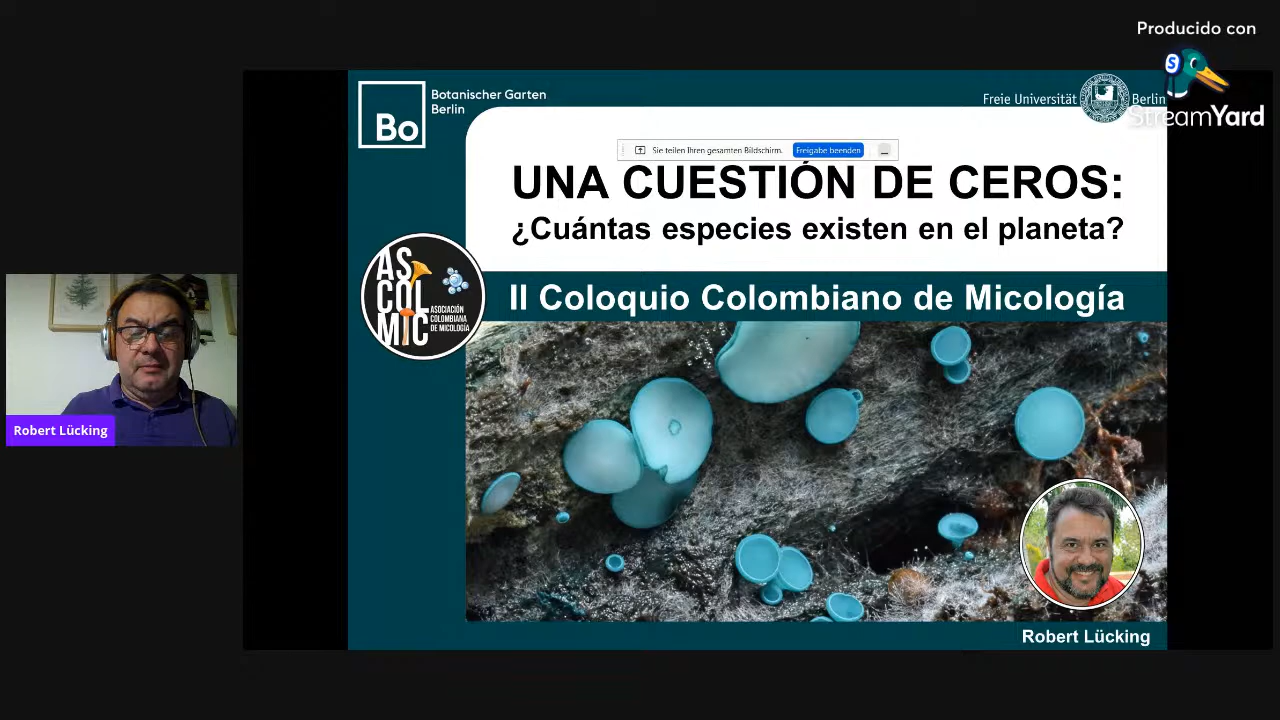 Producido con
StreamYard
Botanischer Garten
Berlin
Bo
Freie Universität Berlin
Sie teilen Ihren gesamten Bildschirm. Freigabe beenden
UNA CUESTIÓN DE CEROS:
¿Cuántas especies existen en el planeta?
II Coloquio Colombiano de Micología
AS
COL
MIC
ASOCIACIÓN
COLOMBIANA
DE MICOLOGÍA
Robert Lücking
Robert Lücking